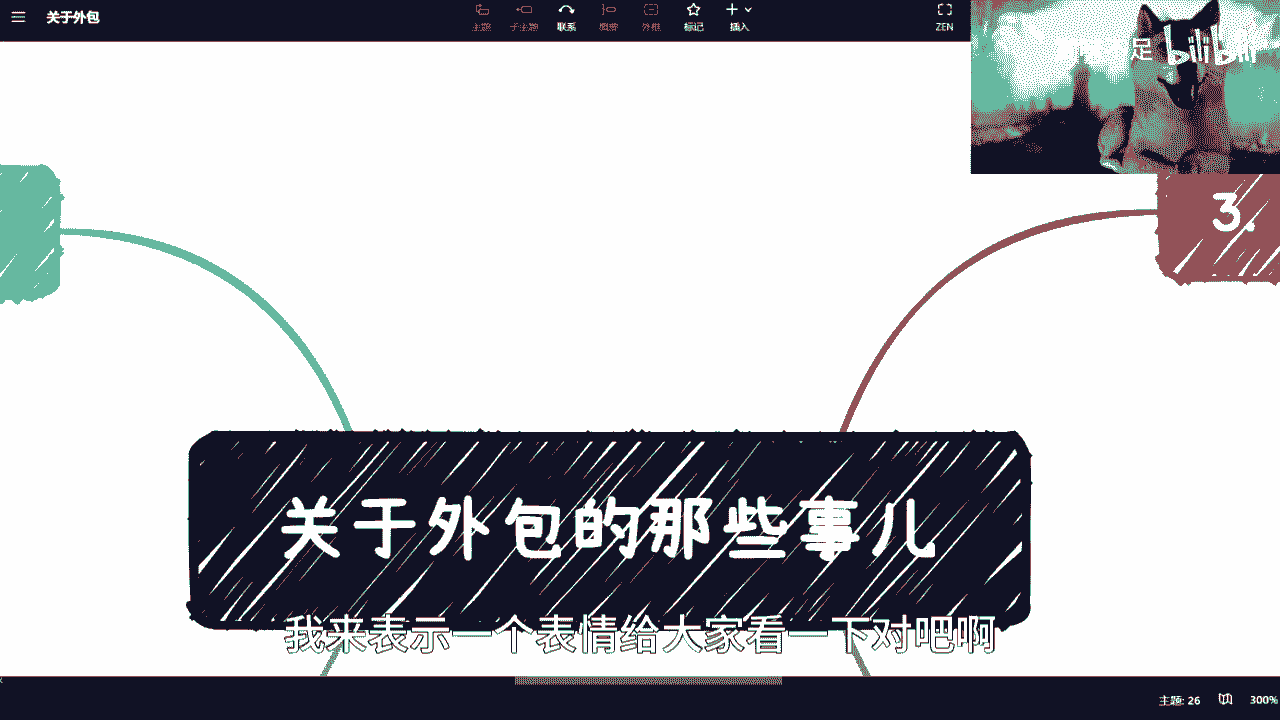 关于外包
主题 子主题 联系 概要 外框 标记 插入 ZEN
足 bilibili
3.
关于外包的那些事儿
我来表示一个表情给大家看一下对吧啊
主题: 26 300%